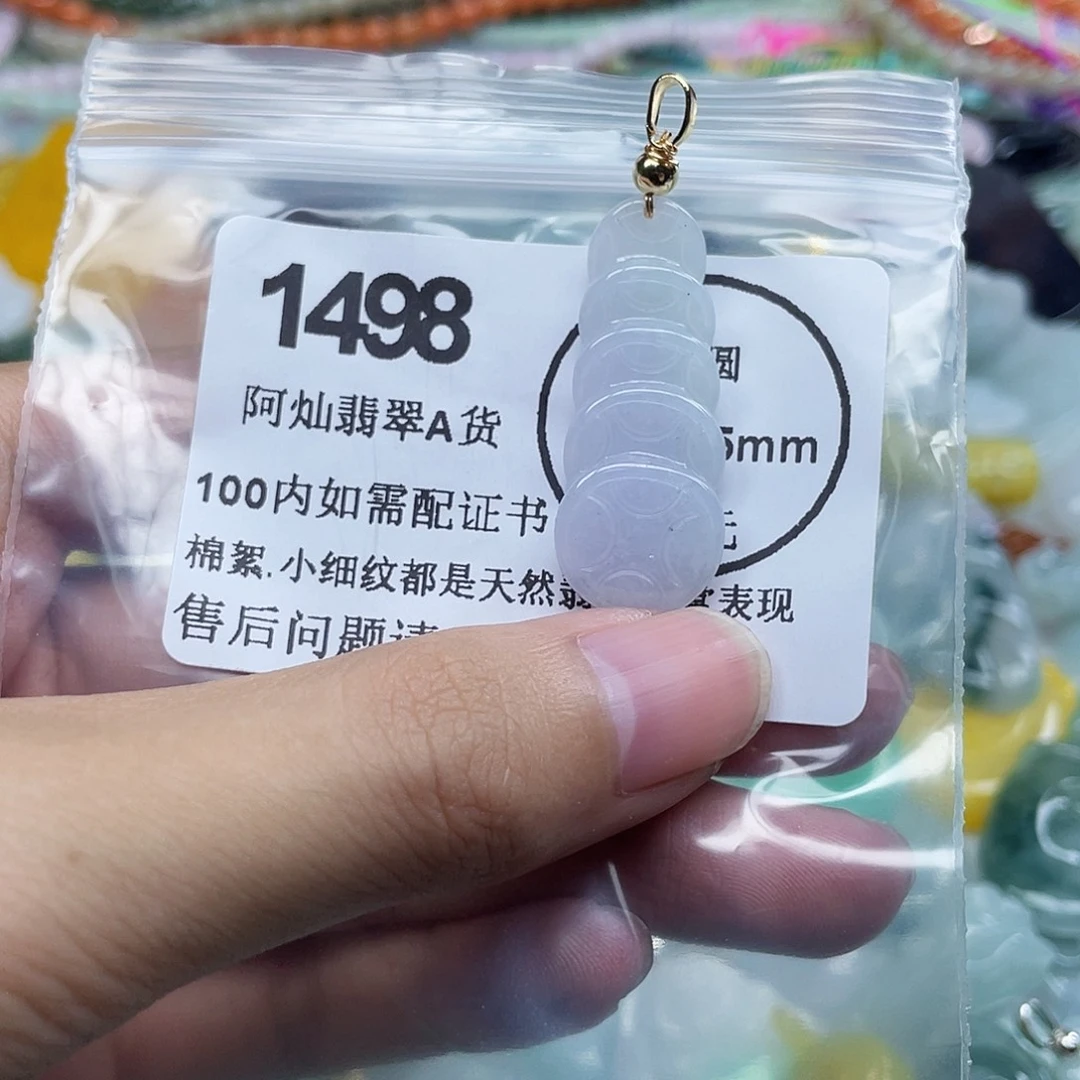 1498
阿灿翡翠A货
圆
5mm
100内如需配证书
棉絮.小细纹都是天然
表现
售后问题请